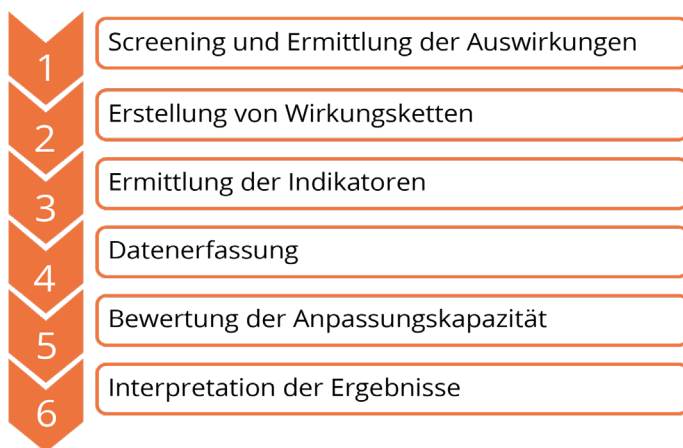 1 Screening und Ermittlung der Auswirkungen
2 Erstellung von Wirkungsketten
3 Ermittlung der Indikatoren
4 Datenerfassung
5 Bewertung der Anpassungskapazität
6 Interpretation der Ergebnisse